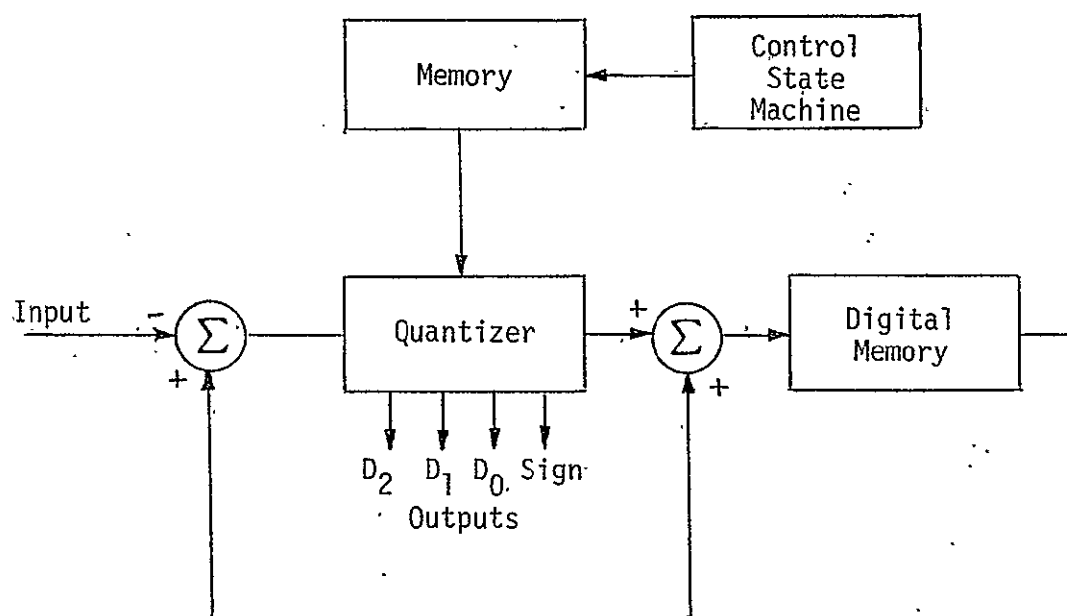 Memory
Control
State
Machine
Input
-
+
Σ
Quantizer
+
Σ
+
Digital
Memory
D2 D1 D0 Sign
Outputs